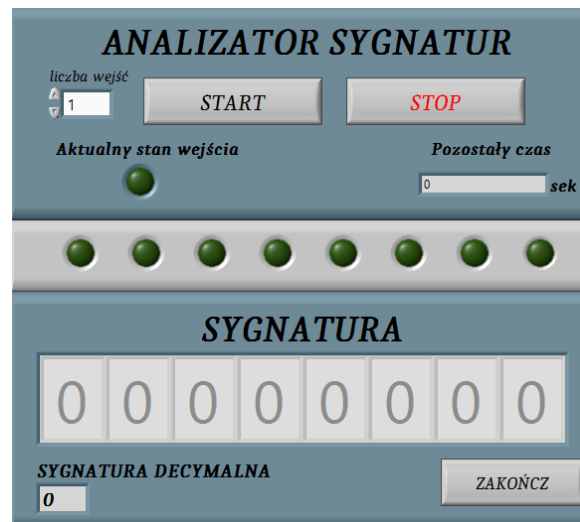 ANALIZATOR SYGNATUR
liczba wejść
1
START
STOP
Aktualny stan wejścia
Pozostały czas
0
sek
SYGNATURA
0 0 0 0 0 0 0 0
SYGNATURA DECYMALNA
0
ZAKOŃCZ